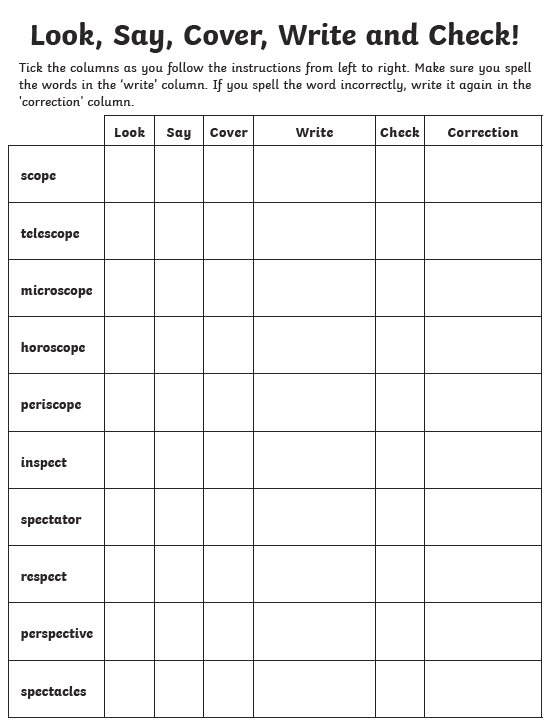 Look, Say, Cover, Write and Check!
Tick the columns as you follow the instructions from left to right. Make sure you spell
the words in the ‘write’ column. If you spell the word incorrectly, write it again in the
'correction' column.
Look Say Cover Write Check Correction
scope
telescope
microscope
horoscope
periscope
inspect
spectator
respect
perspective
spectacles